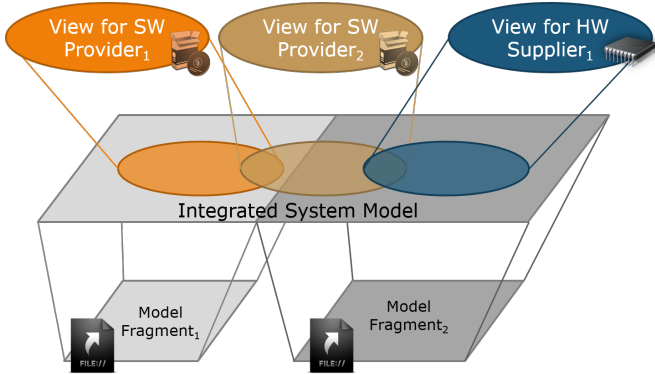 View for SW
Provider₁
View for SW
Provider₂
View for HW
Supplier₁
Integrated System Model
Model
Fragment₁
Model
Fragment₂
FILE://
FILE://